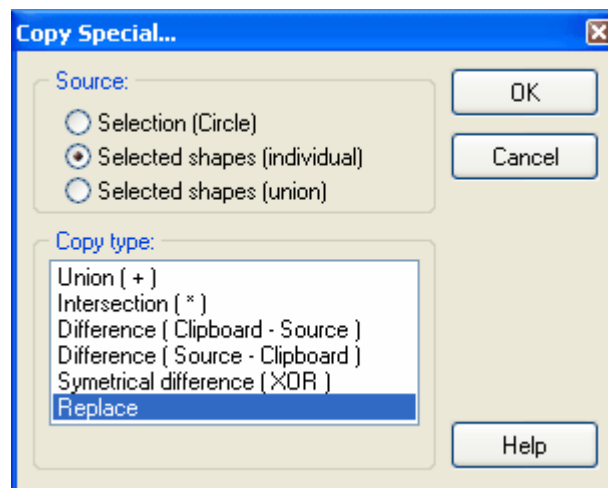 Copy Special...
Source:
Selection (Circle)
Selected shapes (individual)
Selected shapes (union)
OK
Cancel
Copy type:
Union ( + )
Intersection ( * )
Difference ( Clipboard - Source )
Difference ( Source - Clipboard )
Symetrical difference ( XOR )
Replace
Help